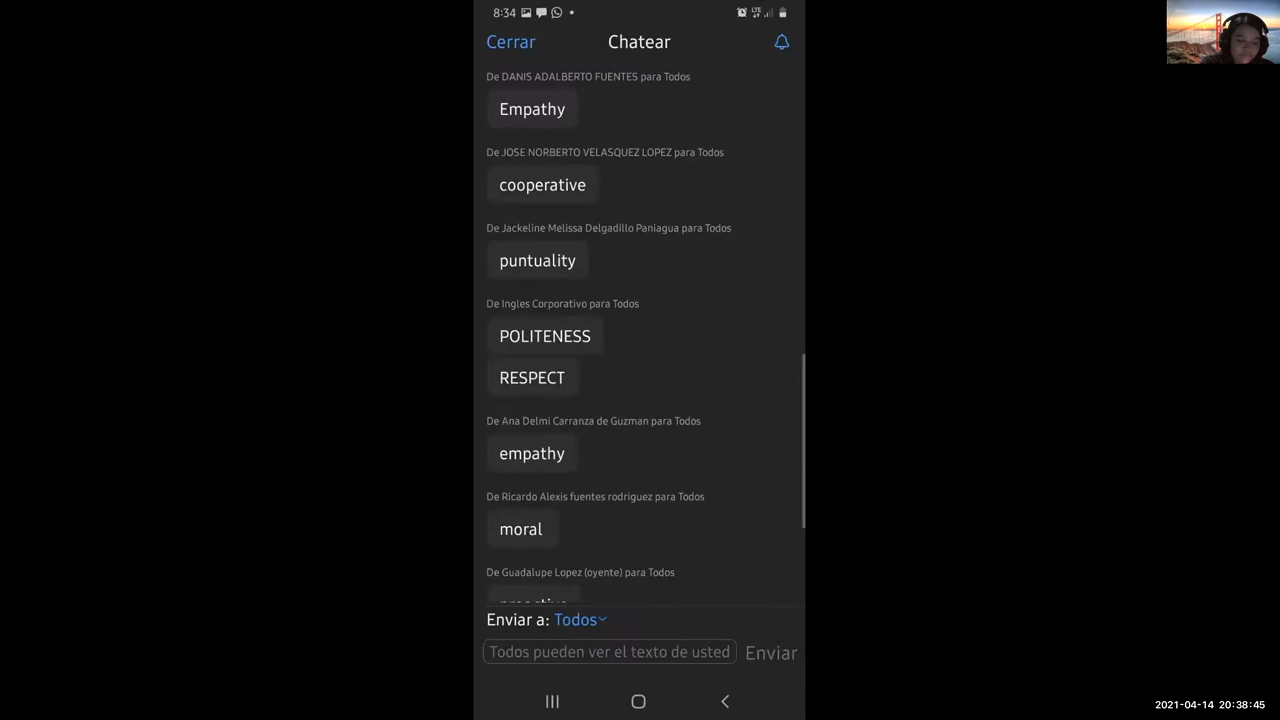 8:34
LTE
Cerrar
Chatear
De DANIS ADALBERTO FUENTES para Todos
Empathy
De JOSE NORBERTO VELASQUEZ LOPEZ para Todos
cooperative
De Jackeline Melissa Delgadillo Paniagua para Todos
puntuality
De Ingles Corporativo para Todos
POLITENESS
RESPECT
De Ana Delmi Carranza de Guzman para Todos
empathy
De Ricardo Alexis fuentes rodriguez para Todos
moral
De Guadalupe Lopez (oyente) para Todos
Enviar a: Todos
Todos pueden ver el texto de usted
Enviar
2021-04-14 20:38:45